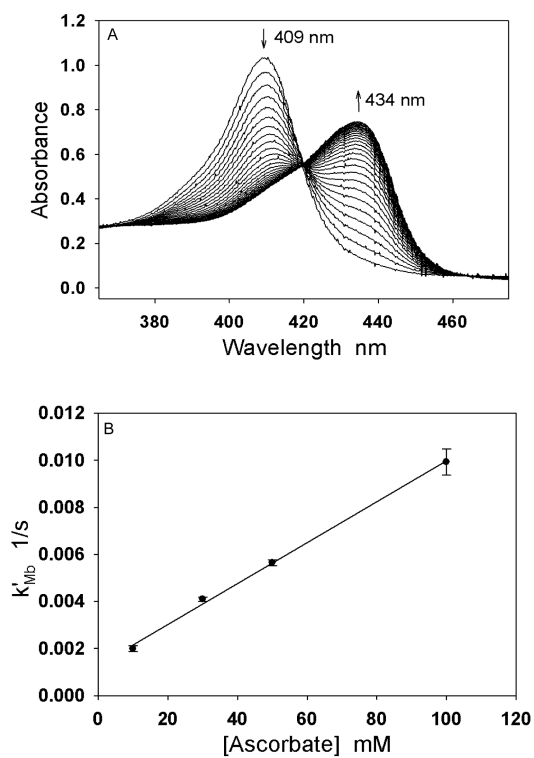 A
↓ 409 nm
↑ 434 nm
1.2
1.0
0.8
0.6
0.4
0.2
0.0
Absorbance
380 400 420 440 460
Wavelength nm
B
0.012
0.010
0.008
0.006
0.004
0.002
0.000
k'Mb 1/s
0 20 40 60 80 100 120
[Ascorbate] mM